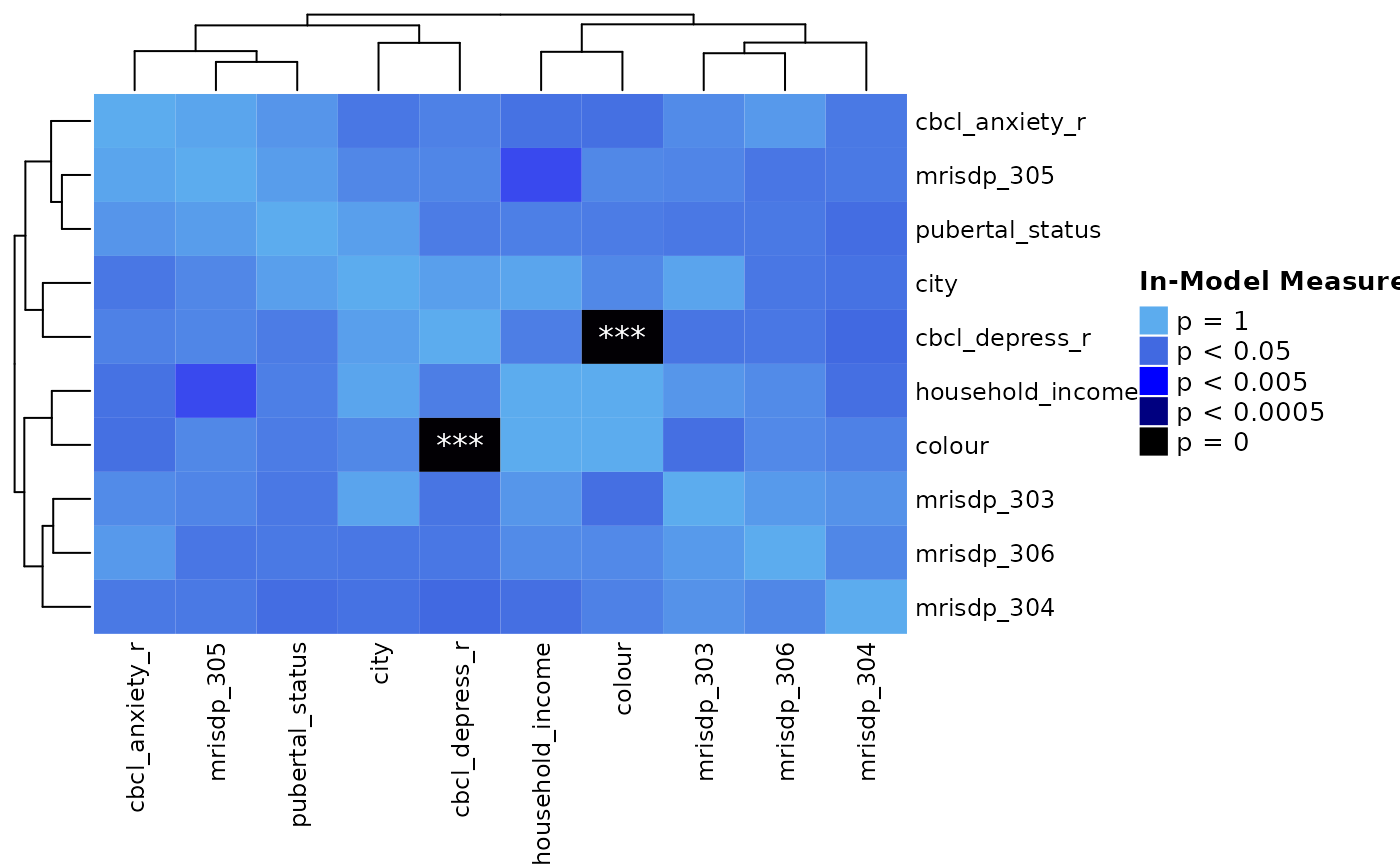 cbcl_anxiety_r
mrisdp_305
pubertal_status
city
***
cbcl_depress_r
household_income
***
colour
mrisdp_303
mrisdp_306
mrisdp_304
In-Model Measure
p = 1
p < 0.05
p < 0.005
p < 0.0005
p = 0
cbcl_anxiety_r
mrisdp_305
pubertal_status
city
cbcl_depress_r
household_income
colour
mrisdp_303
mrisdp_306
mrisdp_304